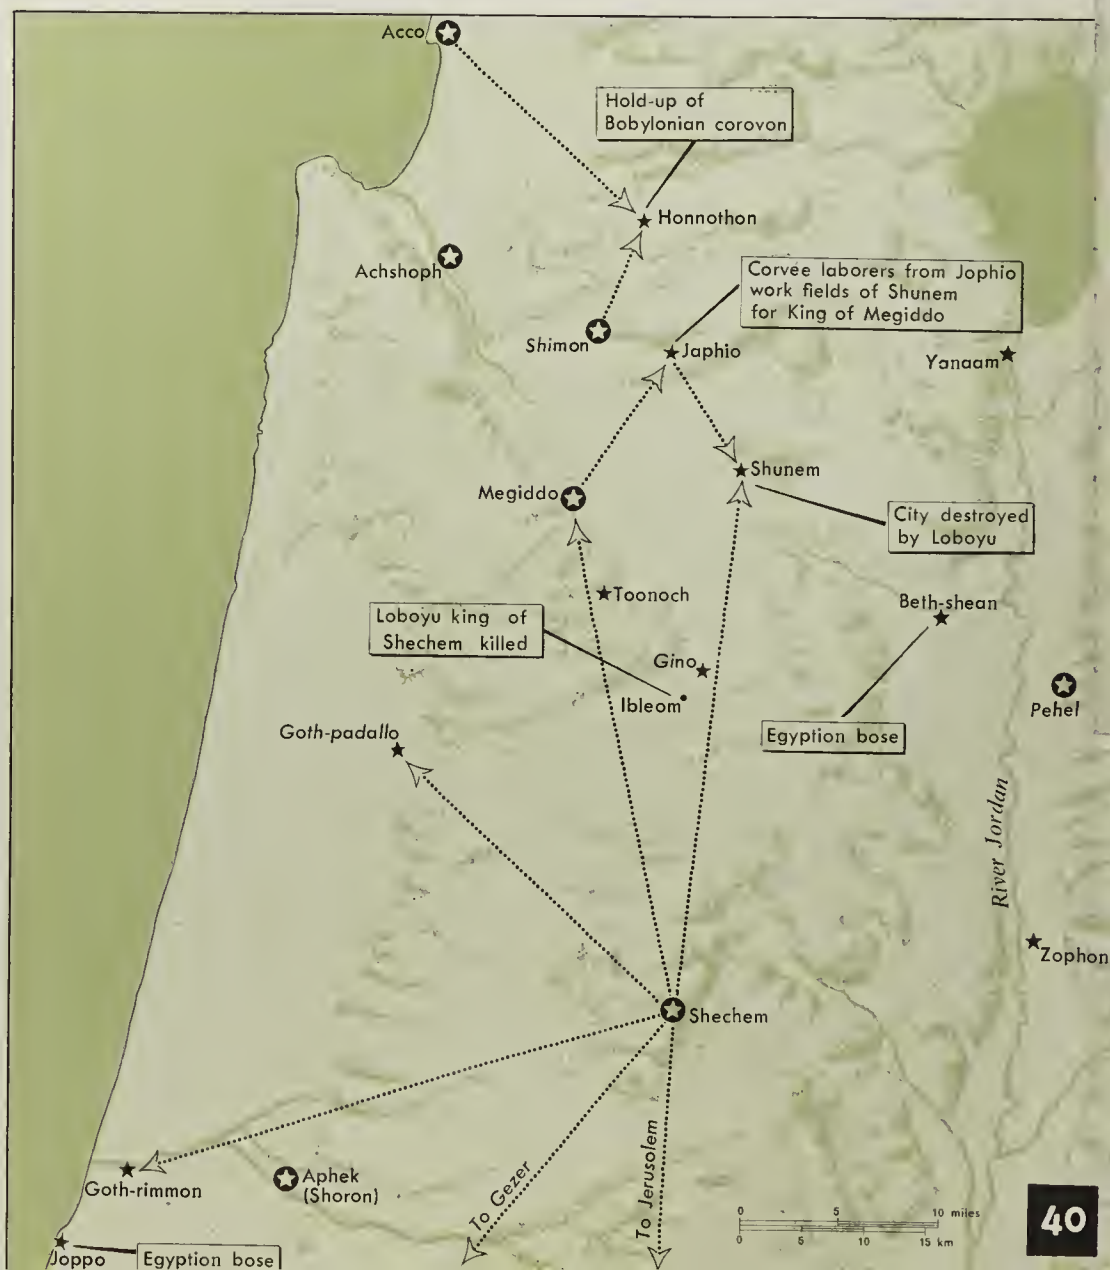 Acco
Hold-up of
Bobylonian corovon
Honnothon
Achshoph
Corvée laborers from Jophio
work fields of Shunem
for King of Megiddo
Shimon
Japhio
Yanaam
Shunem
Megiddo
City destroyed
by Loboyu
Toonoch
Beth-shean
Loboyu king of
Shechem killed
Gino
Ibleom
Pehel
Egyption bose
Goth-padallo
River Jordan
Zophon
Shechem
Goth-rimmon
Aphek
(Shoron)
To Gezer
To Jerusolem
0 5 10 miles
0 5 10 15 km
40
Joppo
Egyption bose